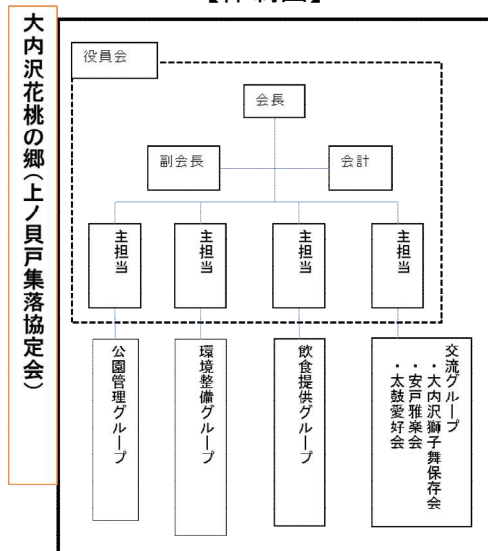 大内沢花桃の郷（上ノ貝戸集落協定会）
役員会
会長
副会長
会計
主担当
主担当
主担当
主担当
公園管理グループ
環境整備グループ
飲食提供グループ
交流グループ
・大内沢獅子舞保存会
・安戸雅楽会
・太鼓愛好会